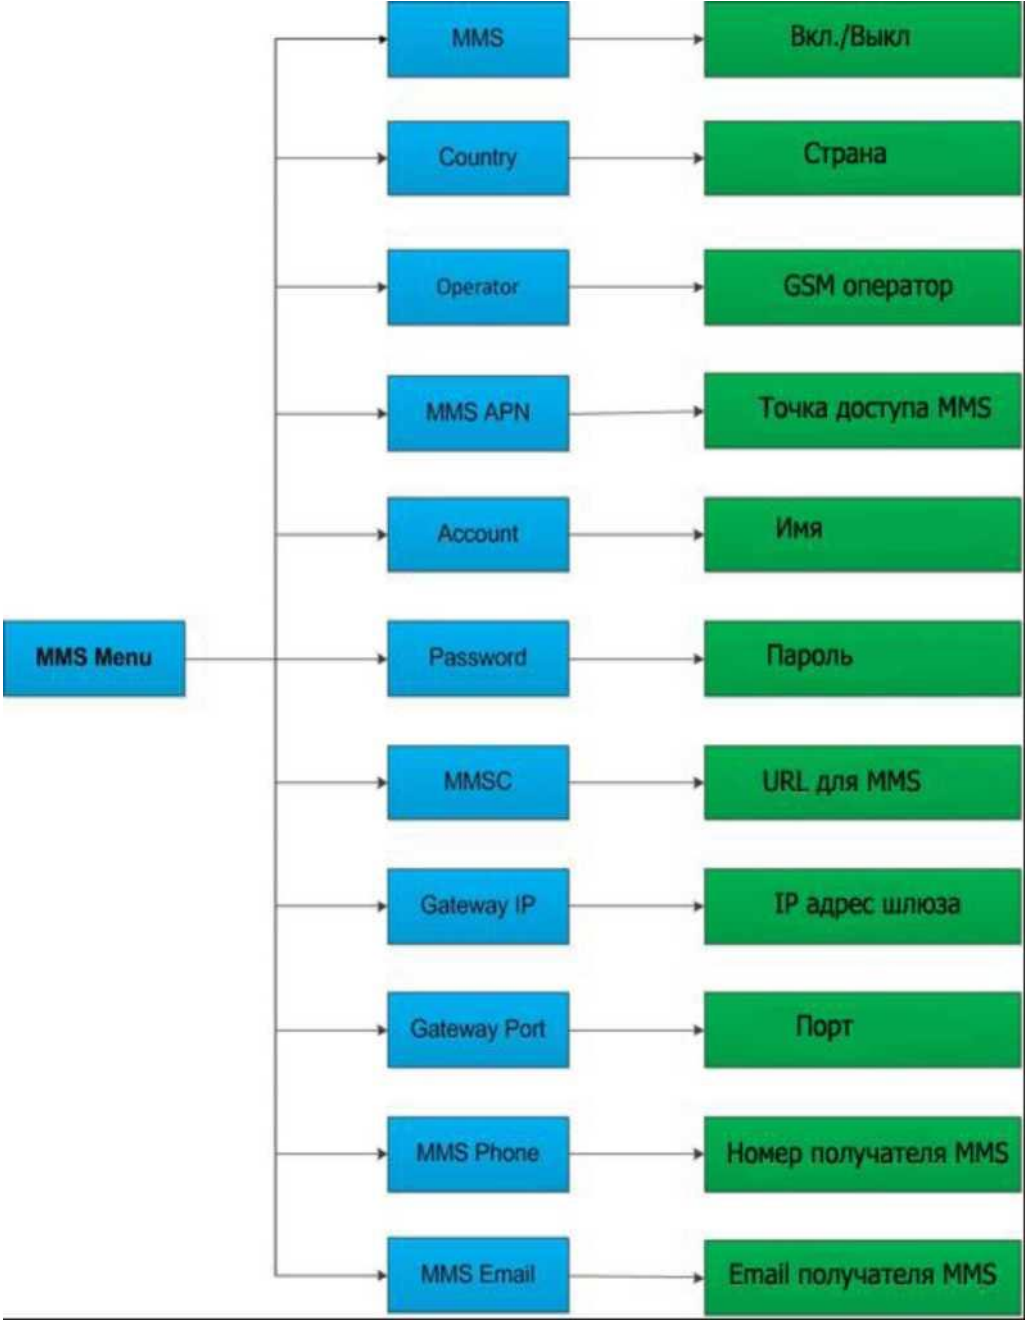 MMS
Вкл./Выкл
Country
Страна
Operator
GSM оператор
MMS APN
Точка доступа MMS
Account
Имя
MMS Menu
Password
Пароль
MMSC
URL для MMS
Gateway IP
IP адрес шлюза
Gateway Port
Порт
MMS Phone
Номер получателя MMS
MMS Email
Email получателя MMS